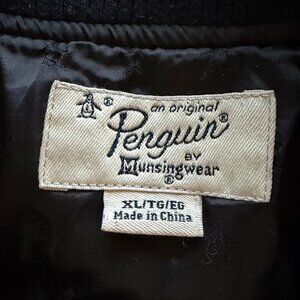 ®
an original
Penguin®
BY
Munsingwear®
XL/TG/EG
Made in China